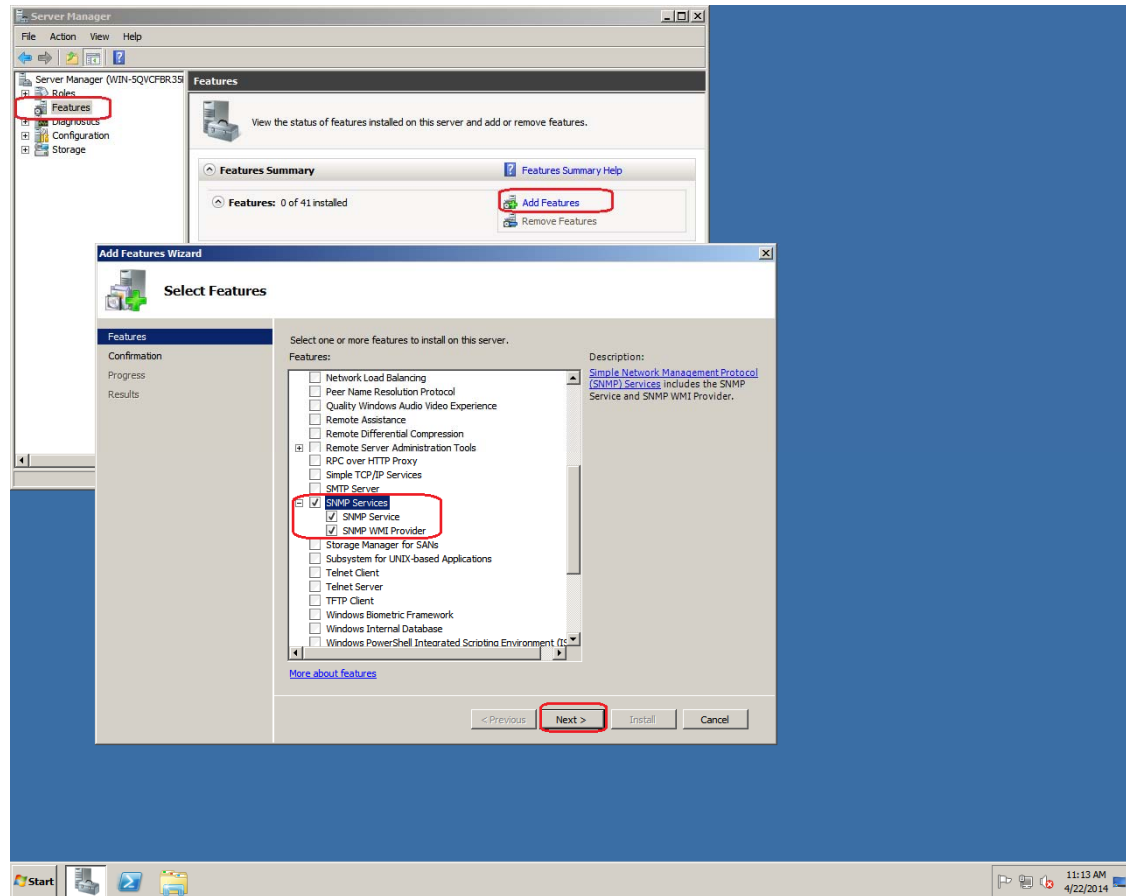 Server Manager
File Action View Help
Server Manager (WIN-5QVCFBR35
Roles
Features
Diagnostics
Configuration
Storage
Features
View the status of features installed on this server and add or remove features.
Features Summary
Features Summary Help
Features: 0 of 41 installed
Add Features
Remove Features
Add Features Wizard
Select Features
Features
Confirmation
Progress
Results
Select one or more features to install on this server.
Features:
Network Load Balancing
Peer Name Resolution Protocol
Quality Windows Audio Video Experience
Remote Assistance
Remote Differential Compression
Remote Server Administration Tools
RPC over HTTP Proxy
Simple TCP/IP Services
SMTP Server
SNMP Services
SNMP Service
SNMP WMI Provider
Storage Manager for SANs
Subsystem for UNIX-based Applications
Telnet Client
Telnet Server
TFTP Client
Windows Biometric Framework
Windows Internal Database
Windows PowerShell Integrated Scripting Environment (IS
Description:
Simple Network Management Protocol
(SNMP) Services includes the SNMP
Service and SNMP WMI Provider.
More about features
< Previous
Next >
Install
Cancel
Start
11:13 AM
4/22/2014